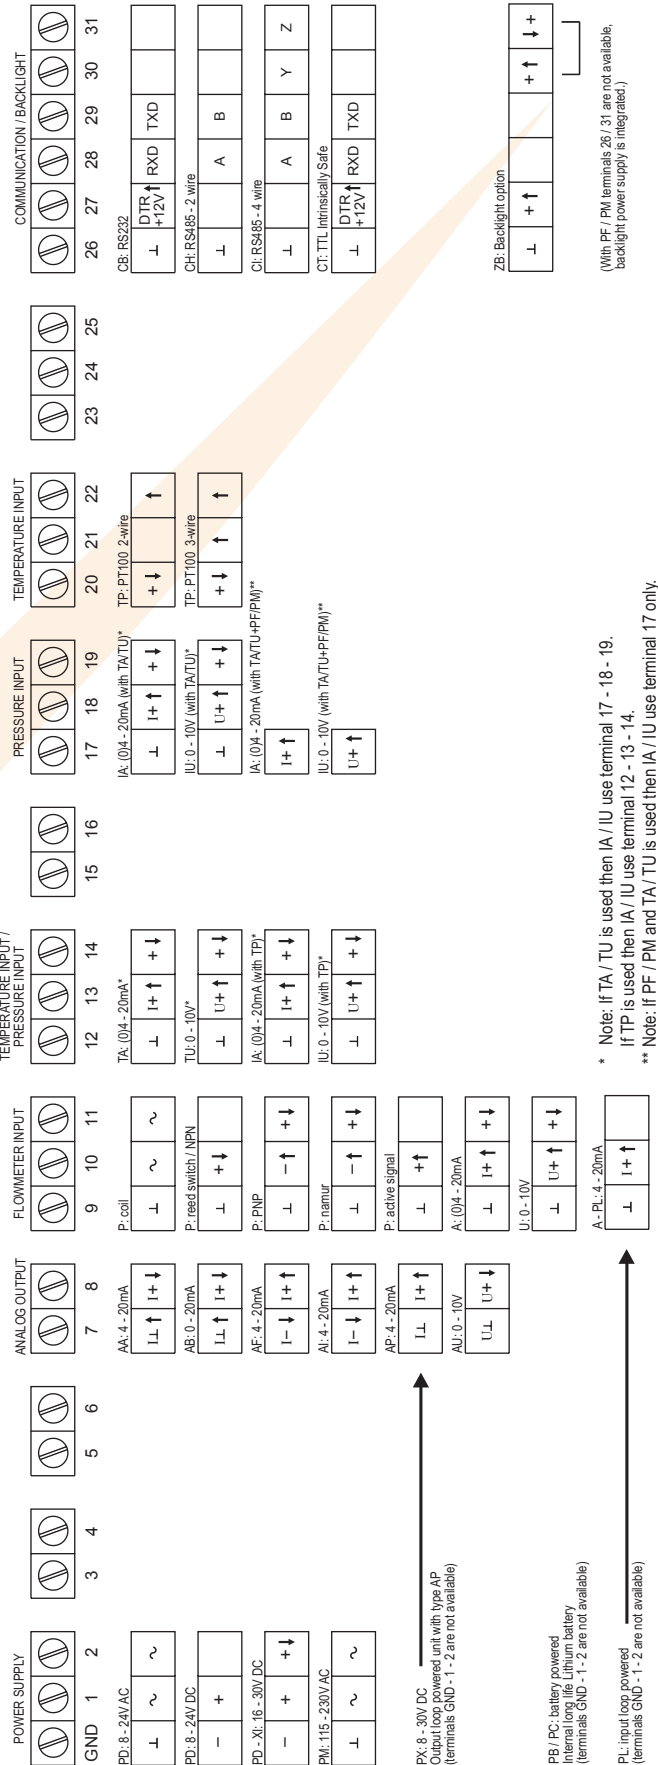 POWER SUPPLY
GND 1 2
PD: 8 - 24V AC
⊥ ~ ~
PD: 8 - 24V DC
− +
PD - XI: 16 - 30V DC
− + +
PM: 115 - 230V AC
⊥ ~ ~
PX: 8 - 30V DC
Output loop powered unit with type AP
(terminals GND - 1 - 2 are not available)
PB / PC: battery powered
Internal long life Lithium battery
(terminals GND - 1 - 2 are not available)
PL: input loop powered
(terminals GND - 1 - 2 are not available)
3 4
5 6
ANALOG OUTPUT
7 8
AA: 4 - 20mA
I⊥ I+
AB: 0 - 20mA
I⊥ I+
AF: 4 - 20mA
I− I+
AI: 4 - 20mA
I− I+
AP: 4 - 20mA
I⊥ I+
AU: 0 - 10V
U⊥ U+
FLOWMETER INPUT
9 10 11
P: coil
⊥ ~ ~
P: reed switch / NPN
⊥ +
P: PNP
⊥ − +
P: namur
⊥ − +
P: active signal
⊥ +
A: (0)4 - 20mA
⊥ I+ +
U: 0 - 10V
⊥ U+ +
A - PL: 4 - 20mA
⊥ I+
TEMPERATURE INPUT /
PRESSURE INPUT
12 13 14
TA: (0)4 - 20mA*
⊥ I+ +
TU: 0 - 10V*
⊥ U+ +
IA: (0)4 - 20mA (with TP)*
⊥ I+ +
IU: 0 - 10V (with TP)*
⊥ U+ +
15 16
PRESSURE INPUT
17 18 19
IA: (0)4 - 20mA (with TA/TU)*
⊥ I+ +
IU: 0 - 10V (with TA/TU)*
⊥ U+ +
IA: (0)4 - 20mA (with TA/TU+PF/PM)**
I+
IU: 0 - 10V (with TA/TU+PF/PM)**
U+
TEMPERATURE INPUT
20 21 22
TP: PT100 2-wire
+
TP: PT100 3-wire
+
23 24 25
COMMUNICATION / BACKLIGHT
26 27 28 29 30 31
CB: RS232
⊥ DTR +12V RXD TXD
CH: RS485 - 2 wire
⊥ A B
CI: RS485 - 4 wire
⊥ A B Y Z
CT: TTL Intrinsically Safe
⊥ DTR +12V RXD TXD
ZB: Backlight option
⊥ + + +
(With PF / PM terminals 26 / 31 are not available,
backlight power supply is integrated.)
* Note: If TA / TU is used then IA / IU use terminal 17 - 18 - 19.
If TP is used then IA / IU use terminal 12 - 13 - 14.
** Note: If PF / PM and TA / TU is used then IA / IU use terminal 17 only.